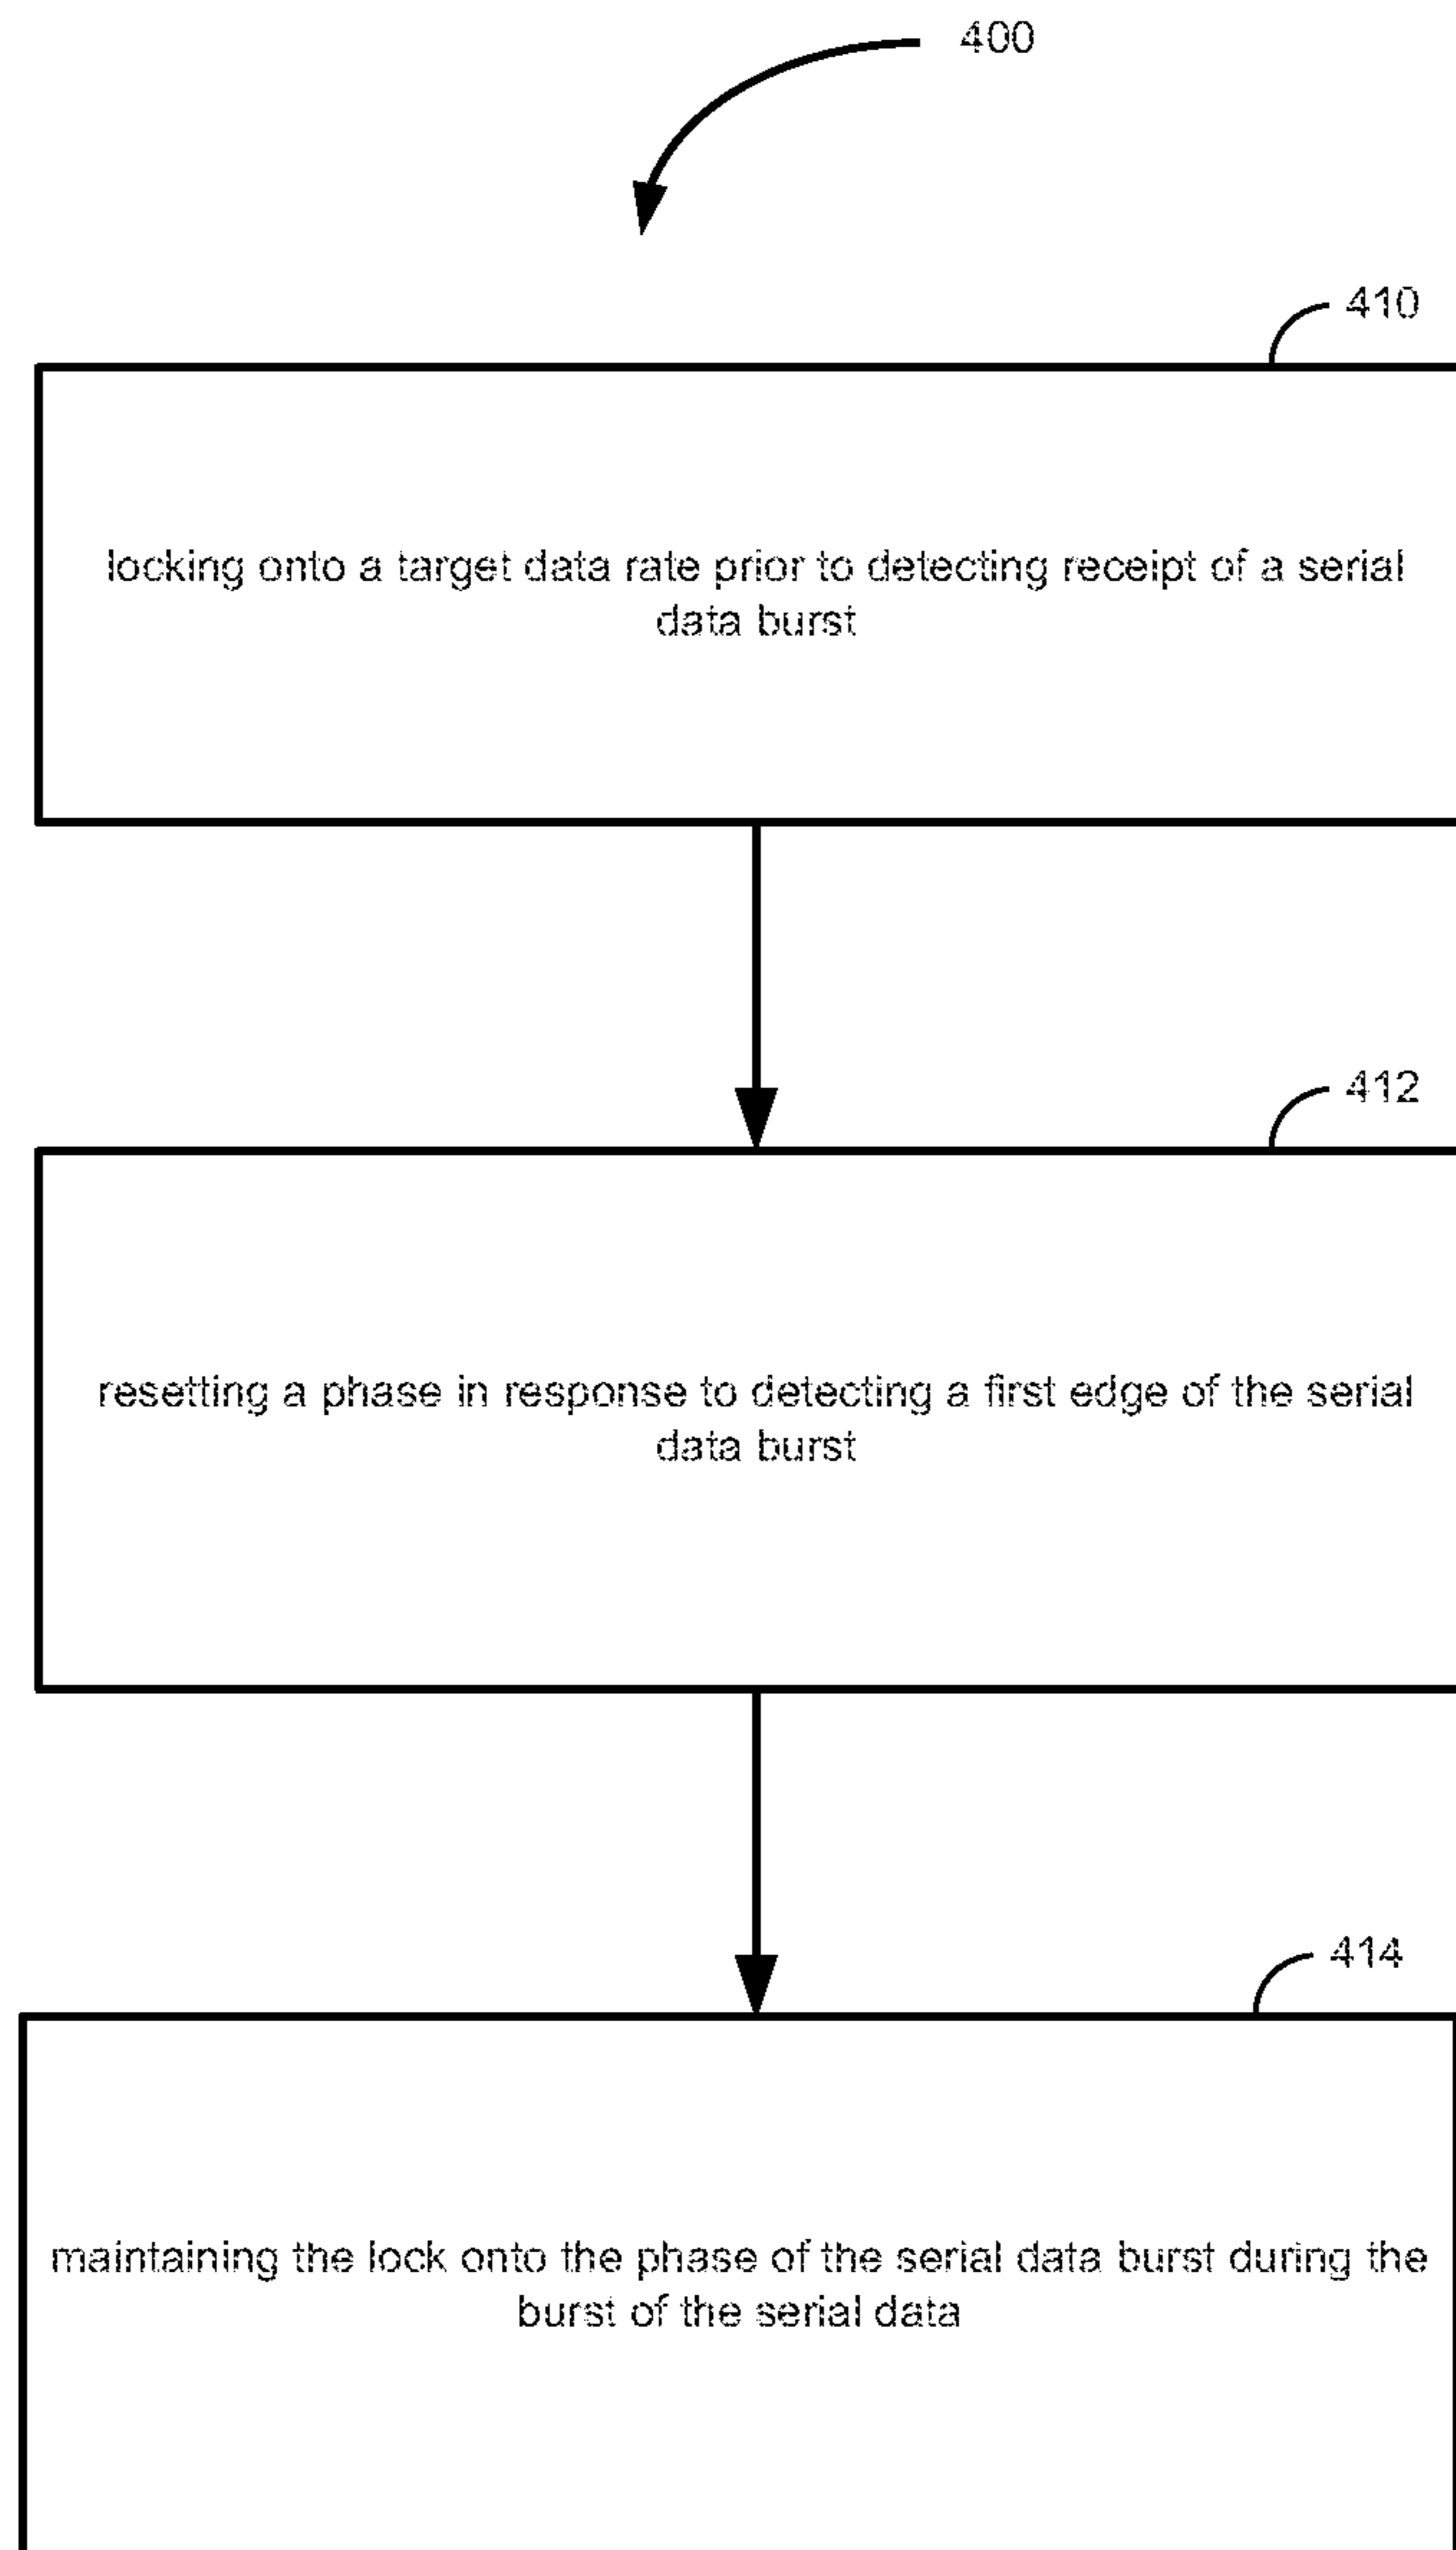 400
410
locking onto a target data rate prior to detecting receipt of a serial
data burst
412
resetting a phase in response to detecting a first edge of the serial
data burst
414
maintaining the lock onto the phase of the serial data burst during the
burst of the serial data